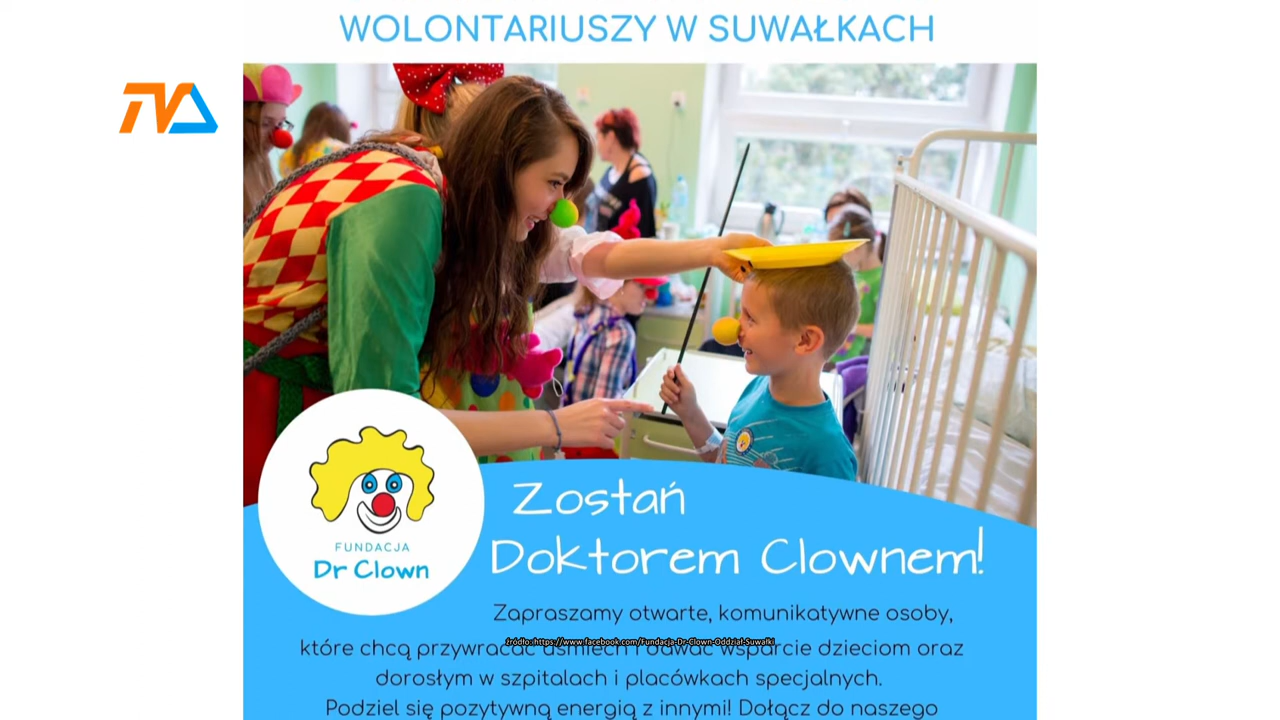 WOLONTARIUSZY W SUWAŁKACH
TVA
Zostań
Doktorem Clownem!
FUNDACJA
Dr Clown
Zapraszamy otwarte, komunikatywne osoby,
źródło: https://www.facebook.com/Fundacja-Dr-Clown-Oddział-Suwałki
które chcą przywracać uśmiech i dawać wsparcie dzieciom oraz
dorosłym w szpitalach i placówkach specjalnych.
Podziel się pozytywną energią z innymi! Dołącz do naszego